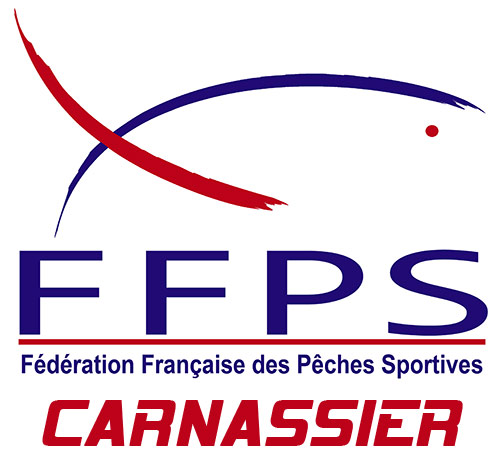 FFPS
Fédération Française des Pêches Sportives
CARNASSIER